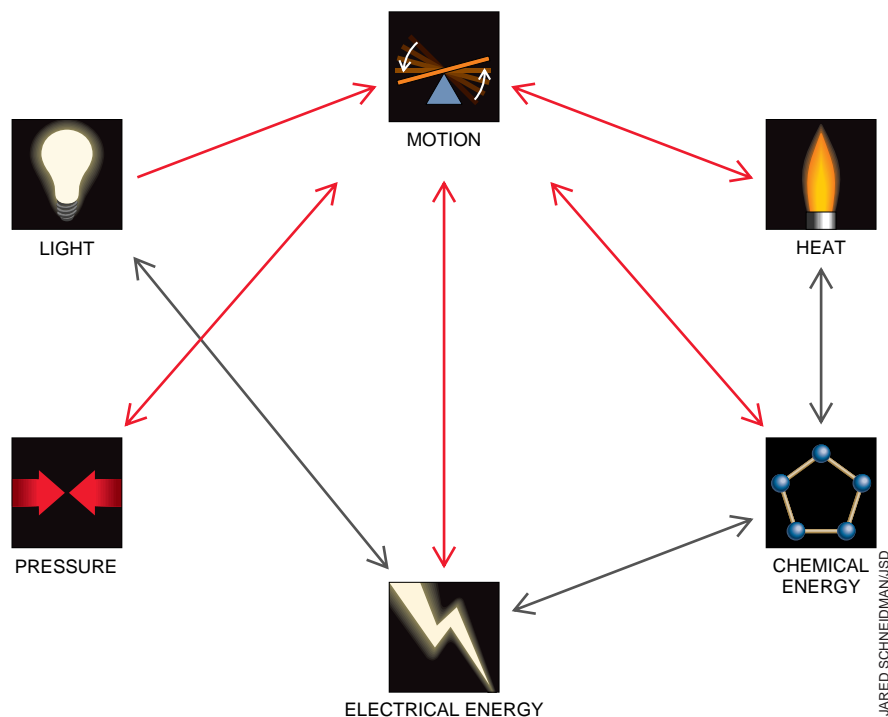 MOTION
LIGHT
HEAT
PRESSURE
CHEMICAL
ENERGY
ELECTRICAL ENERGY
JARED SCHNEIDMAN/JSD